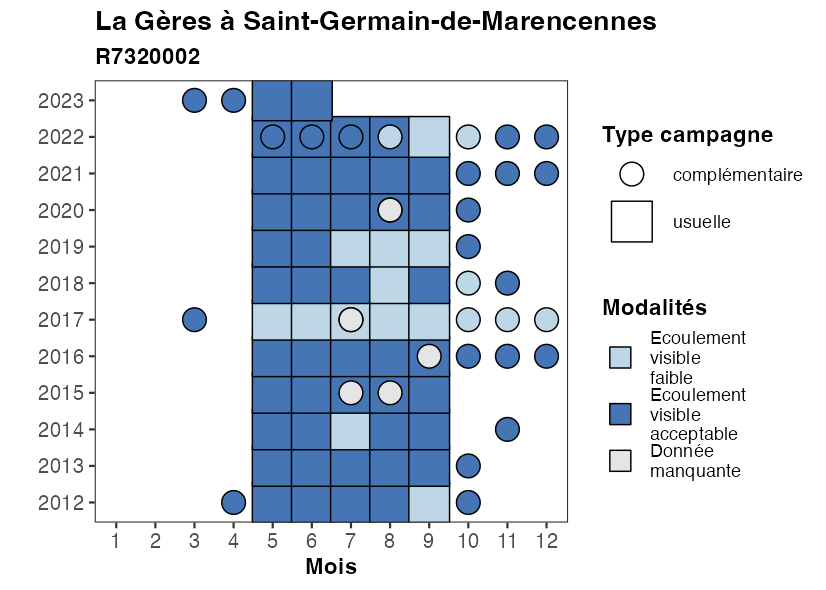 La Gères à Saint-Germain-de-Marencennes
R7320002
2023
2022
2021
2020
2019
2018
2017
2016
2015
2014
2013
2012
1 2 3 4 5 6 7 8 9 10 11 12
Mois
Type campagne
complémentaire
usuelle
Modalités
Ecoulement
visible
faible
Ecoulement
visible
acceptable
Donnée
manquante